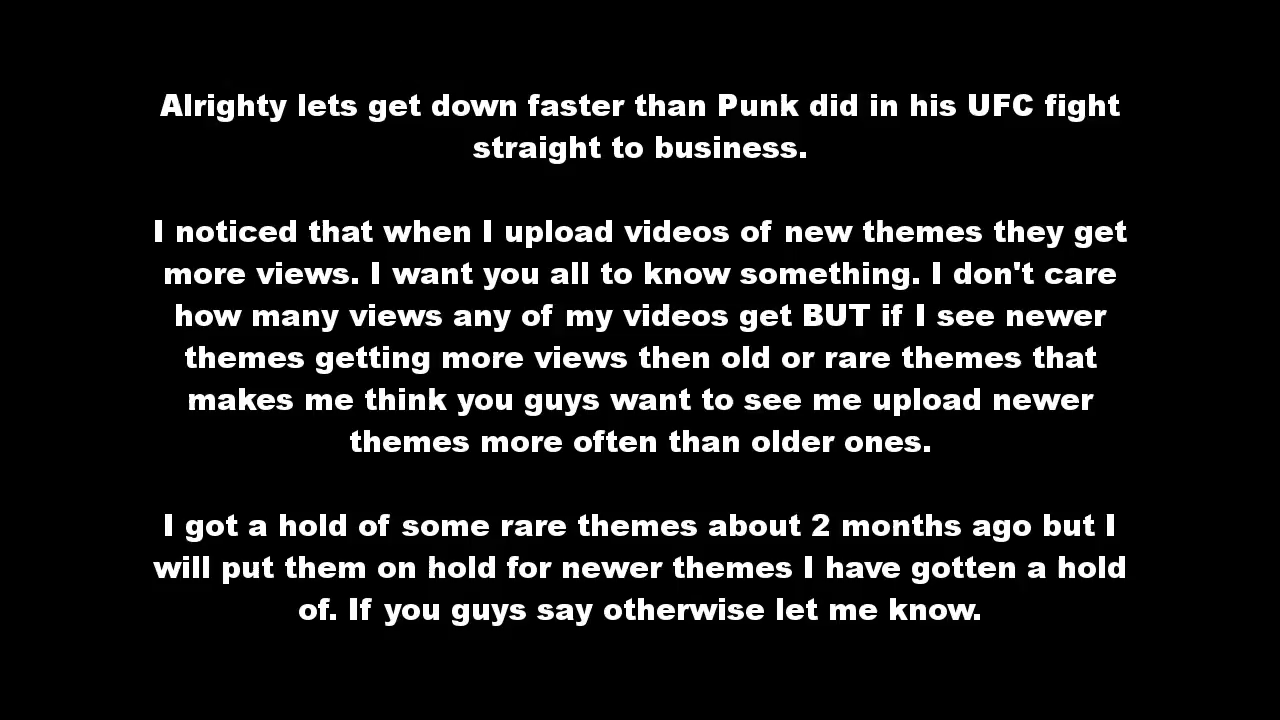 Alrighty lets get down faster than Punk did in his UFC fight
straight to business.
I noticed that when I upload videos of new themes they get
more views. I want you all to know something. I don't care
how many views any of my videos get BUT if I see newer
themes getting more views then old or rare themes that
makes me think you guys want to see me upload newer
themes more often than older ones.
I got a hold of some rare themes about 2 months ago but I
will put them on hold for newer themes I have gotten a hold
of. If you guys say otherwise let me know.